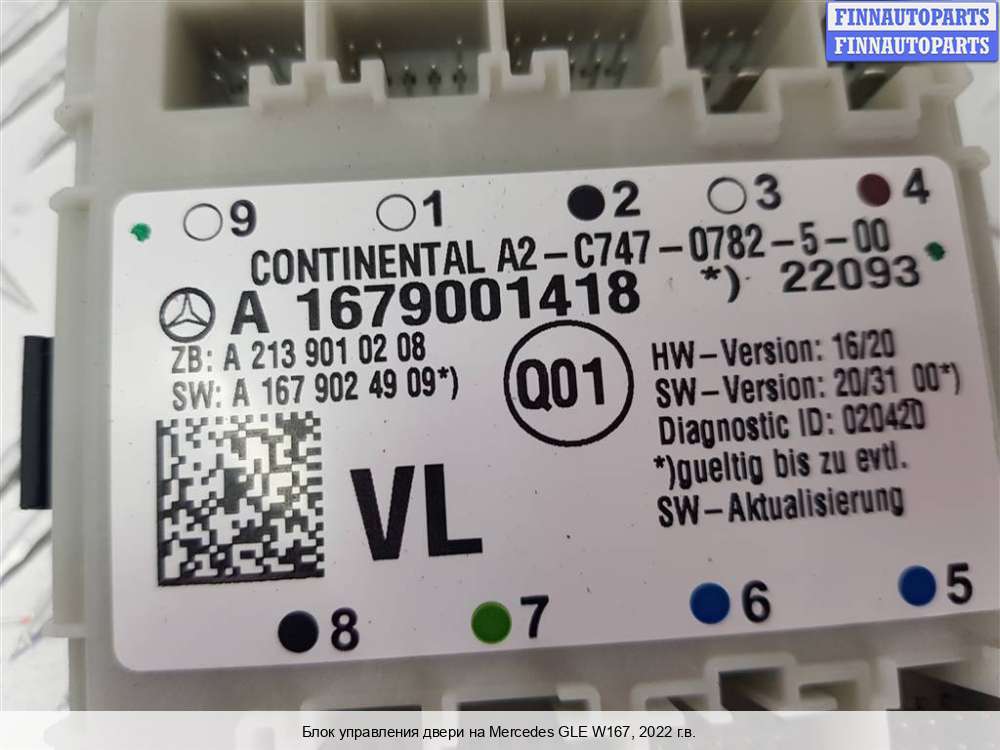 FINNAUTOPARTS
FINNAUTOPARTS
9 1 2 3 4
CONTINENTAL A2-C747-0782-5-00
A 1679001418 *) 22093
ZB: A 213 901 02 08
SW: A 167 902 49 09*)
Q01
HW-Version: 16/20
SW-Version: 20/31 00*)
Diagnostic ID: 020420
*)gueltig bis zu evtl.
SW-Aktualisierung
VL
8 7 6 5
Блок управления двери на Mercedes GLE W167, 2022 г.в.